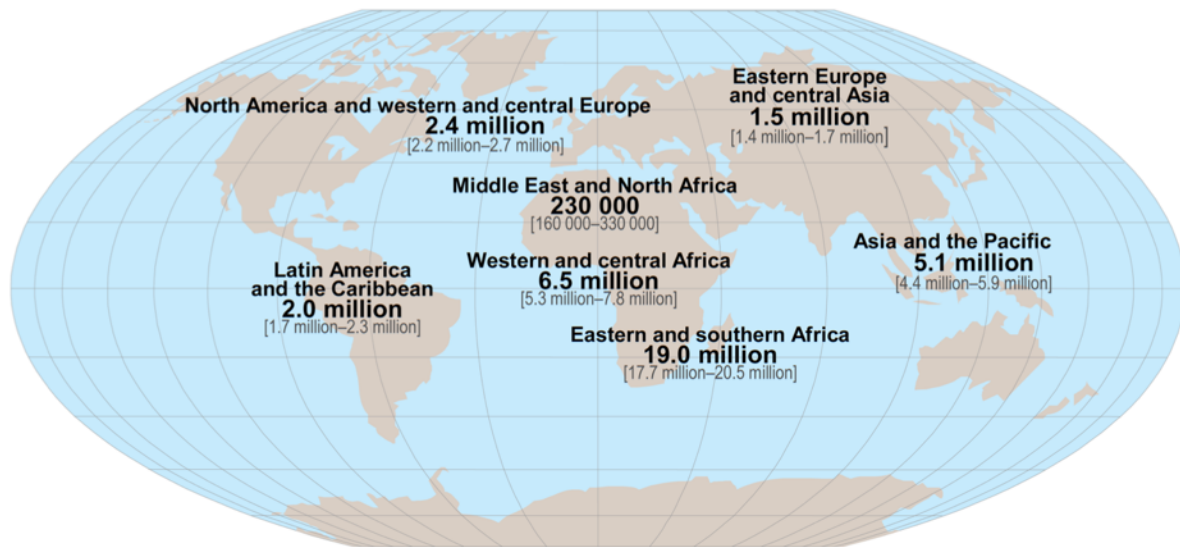 North America and western and central Europe
2.4 million
[2.2 million–2.7 million]
Eastern Europe
and central Asia
1.5 million
[1.4 million–1.7 million]
Middle East and North Africa
230 000
[160 000–330 000]
Western and central Africa
6.5 million
[5.3 million–7.8 million]
Asia and the Pacific
5.1 million
[4.4 million–5.9 million]
Latin America
and the Caribbean
2.0 million
[1.7 million–2.3 million]
Eastern and southern Africa
19.0 million
[17.7 million–20.5 million]